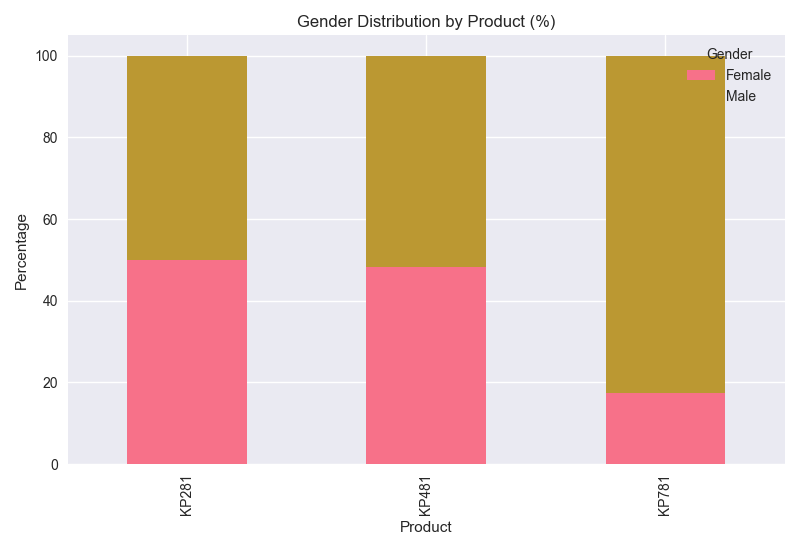 Gender Distribution by Product (%)
Gender
Female
Male
100
80
60
40
20
0
Percentage
KP281
KP481
KP781
Product